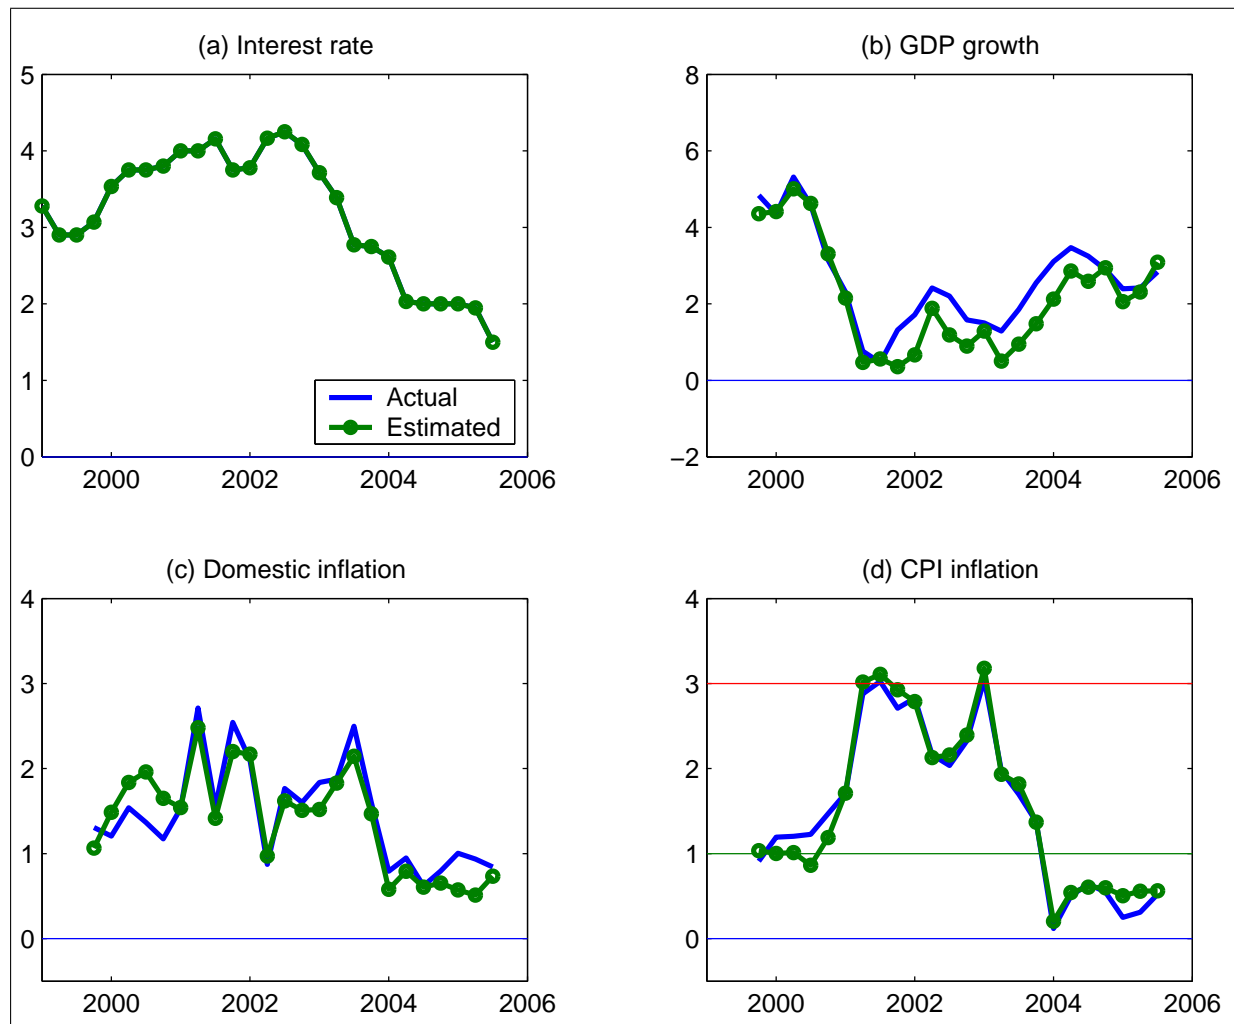 (a) Interest rate
5
4
3
2
1
0
2000 2002 2004 2006
Actual
Estimated
(b) GDP growth
8
6
4
2
0
−2
2000 2002 2004 2006
(c) Domestic inflation
4
3
2
1
0
2000 2002 2004 2006
(d) CPI inflation
4
3
2
1
0
2000 2002 2004 2006